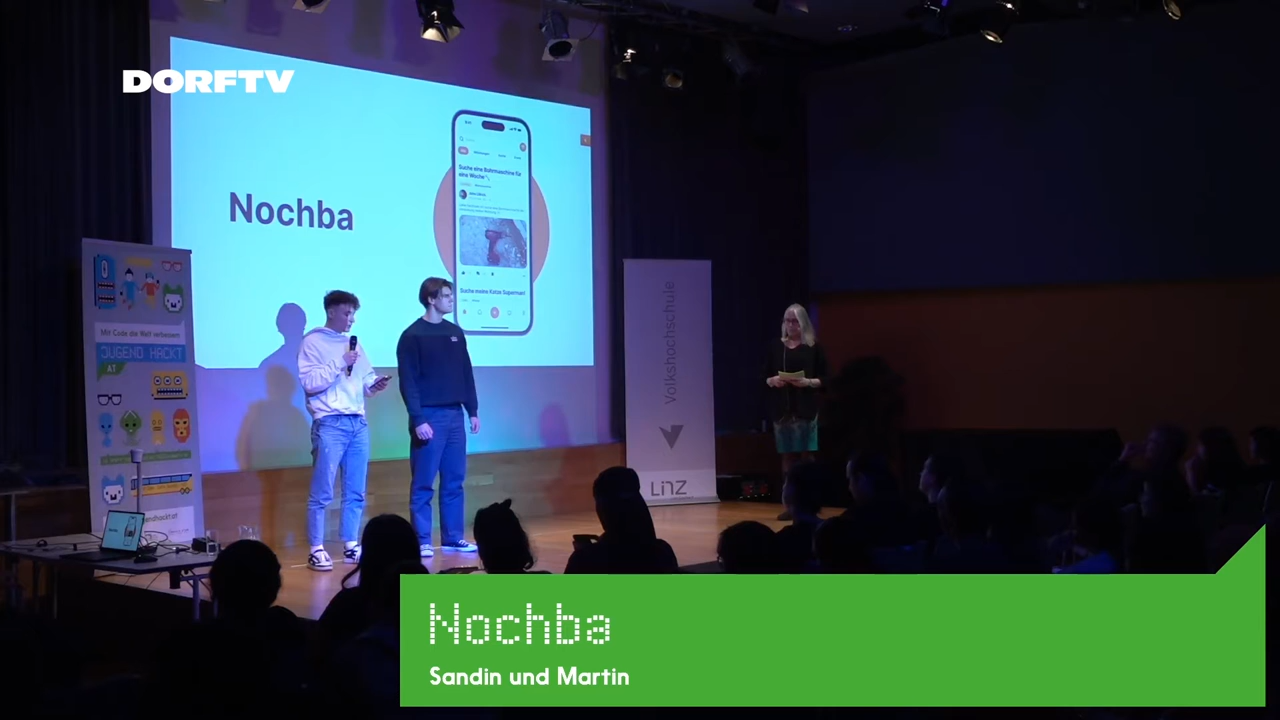 DORFTV
Nochba
Suche eine Bohrmaschine für
eine Woche
Suche meine Katze Supermaxi
Mit Code die Welt verbessern
JUGEND HACKT
AT
Volkshochschule
LINZ
Nochba
Sandin und Martin